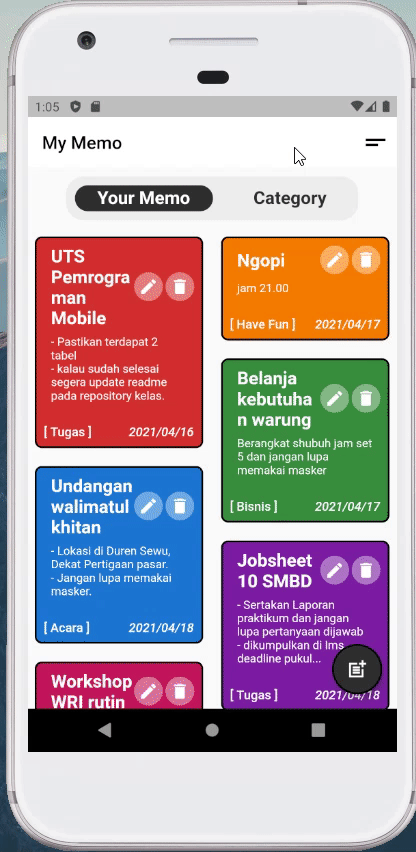 1:05
My Memo
Your Memo
Category
UTS
Pemrogra
man
Mobile
- Pastikan terdapat 2
tabel
- kalau sudah selesai
segera update readme
pada repository kelas.
[ Tugas ]
2021/04/16
Ngopi
jam 21.00
[ Have Fun ]
2021/04/17
Belanja
kebutuha
n warung
Berangkat shubuh jam set
5 dan jangan lupa
memakai masker
[ Bisnis ]
2021/04/17
Undangan
walimatul
khitan
- Lokasi di Duren Sewu,
Dekat Pertigaan pasar.
- Jangan lupa memakai
masker.
[ Acara ]
2021/04/18
Jobsheet
10 SMBD
- Sertakan Laporan
praktikum dan jangan
lupa pertanyaan dijawab
- dikumpulkan di lms
deadline pukul...
[ Tugas ]
2021/04/18
Workshop
WRI rutin